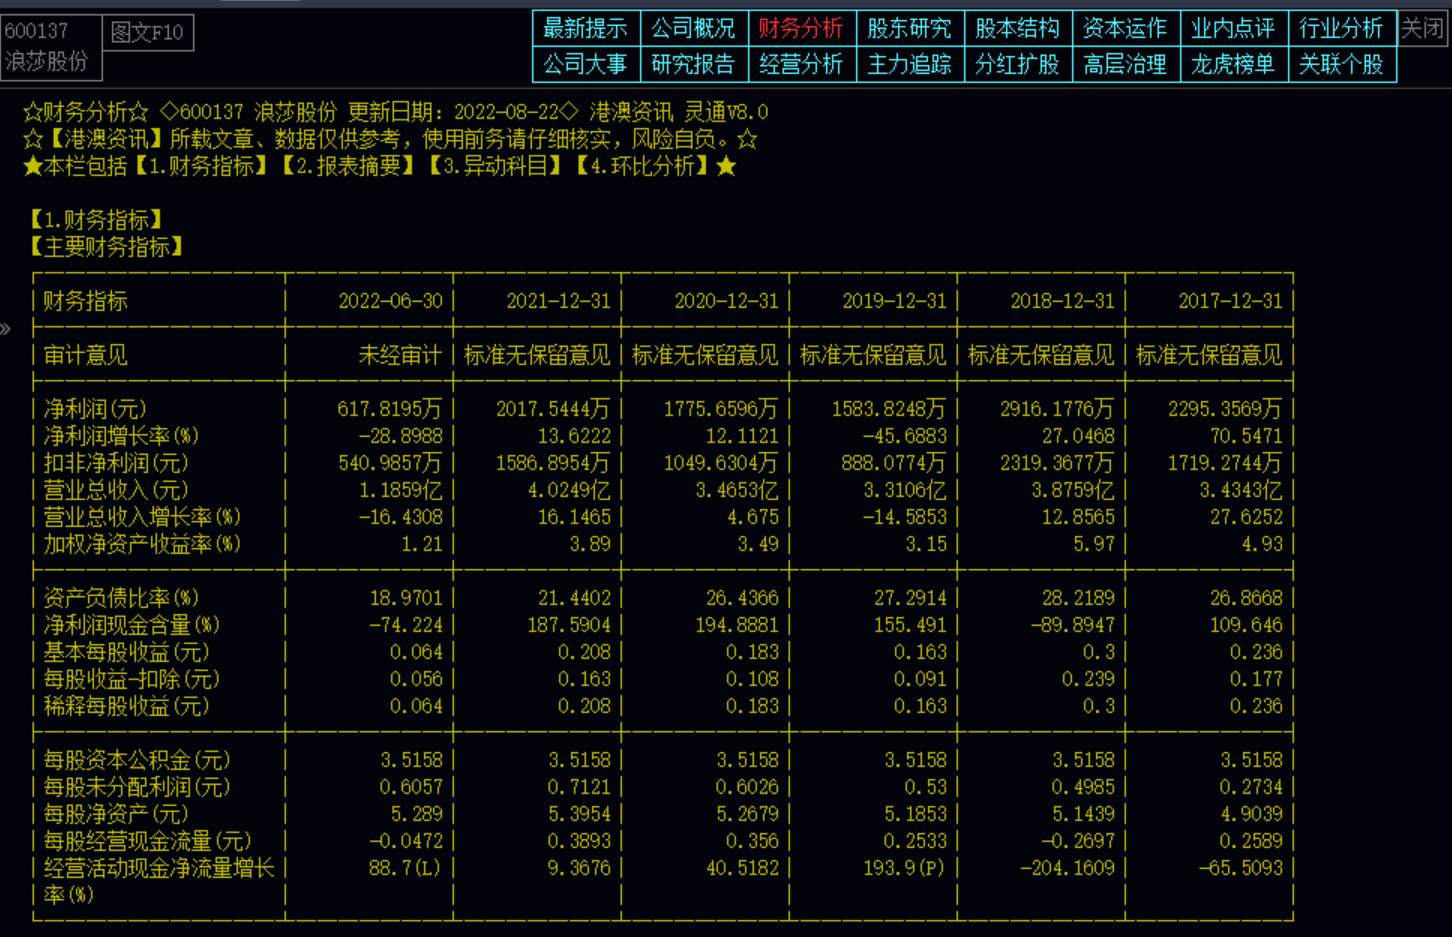 600137 图文F10
浪莎股份
最新提示 公司概况 财务分析 股东研究 股本结构 资本运作 业内点评 行业分析 关闭
公司大事 研究报告 经营分析 主力追踪 分红扩股 高层治理 龙虎榜单 关联个股
☆财务分析☆ ◇600137 浪莎股份 更新日期：2022-08-22◇ 港澳资讯 灵通V8.0
☆【港澳资讯】所载文章、数据仅供参考，使用前务请仔细核实，风险自负。☆
★本栏包括【1.财务指标】【2.报表摘要】【3.异动科目】【4.环比分析】★
【1.财务指标】
【主要财务指标】
财务指标 2022-06-30 2021-12-31 2020-12-31 2019-12-31 2018-12-31 2017-12-31
审计意见 未经审计 标准无保留意见 标准无保留意见 标准无保留意见 标准无保留意见 标准无保留意见
净利润(元) 617.8195万 2017.5444万 1775.6596万 1583.8248万 2916.1776万 2295.3569万
净利润增长率(%) -28.8988 13.6222 12.1121 -45.6883 27.0468 70.5471
扣非净利润(元) 540.9857万 1586.8954万 1049.6304万 888.0774万 2319.3677万 1719.2744万
营业总收入(元) 1.1859亿 4.0249亿 3.4653亿 3.3106亿 3.8759亿 3.4343亿
营业总收入增长率(%) -16.4308 16.1465 4.675 -14.5853 12.8565 27.6252
加权净资产收益率(%) 1.21 3.89 3.49 3.15 5.97 4.93
资产负债比率(%) 18.9701 21.4402 26.4366 27.2914 28.2189 26.8668
净利润现金含量(%) -74.224 187.5904 194.8881 155.491 -89.8947 109.646
基本每股收益(元) 0.064 0.208 0.183 0.163 0.3 0.236
每股收益-扣除(元) 0.056 0.163 0.108 0.091 0.239 0.177
稀释每股收益(元) 0.064 0.208 0.183 0.163 0.3 0.236
每股资本公积金(元) 3.5158 3.5158 3.5158 3.5158 3.5158 3.5158
每股未分配利润(元) 0.6057 0.7121 0.6026 0.53 0.4985 0.2734
每股净资产(元) 5.289 5.3954 5.2679 5.1853 5.1439 4.9039
每股经营现金流量(元) -0.0472 0.3893 0.356 0.2533 -0.2697 0.2589
经营活动现金净流量增长 88.7(L) 9.3676 40.5182 193.9(P) -204.1609 -65.5093
率(%)